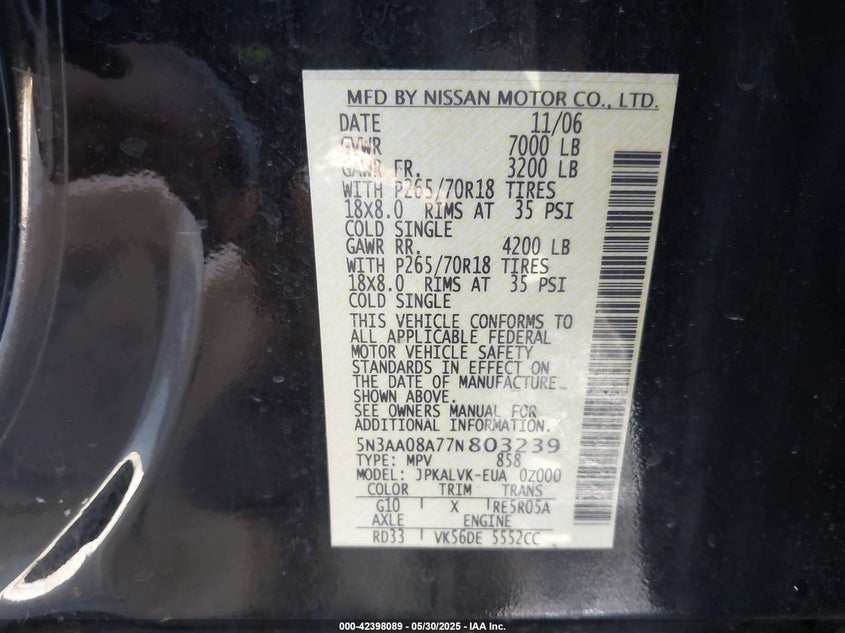 MFD BY NISSAN MOTOR CO., LTD.
DATE 11/06
GVWR 7000 LB
GAWR FR. 3200 LB
WITH P265/70R18 TIRES
18X8.0 RIMS AT 35 PSI
COLD SINGLE
GAWR RR. 4200 LB
WITH P265/70R18 TIRES
18X8.0 RIMS AT 35 PSI
COLD SINGLE
THIS VEHICLE CONFORMS TO
ALL APPLICABLE FEDERAL
MOTOR VEHICLE SAFETY
STANDARDS IN EFFECT ON
THE DATE OF MANUFACTURE
SHOWN ABOVE.
SEE OWNERS MANUAL FOR
ADDITIONAL INFORMATION.
5N3AA08A77N803239
TYPE: MPV 858
MODEL: JPKALVK-EUA 0Z000
COLOR TRIM TRANS
G10 X RE5R05A
AXLE ENGINE
RD33 VK56DE 5552CC
000-42398089 - 05/30/2025 - IAA Inc.